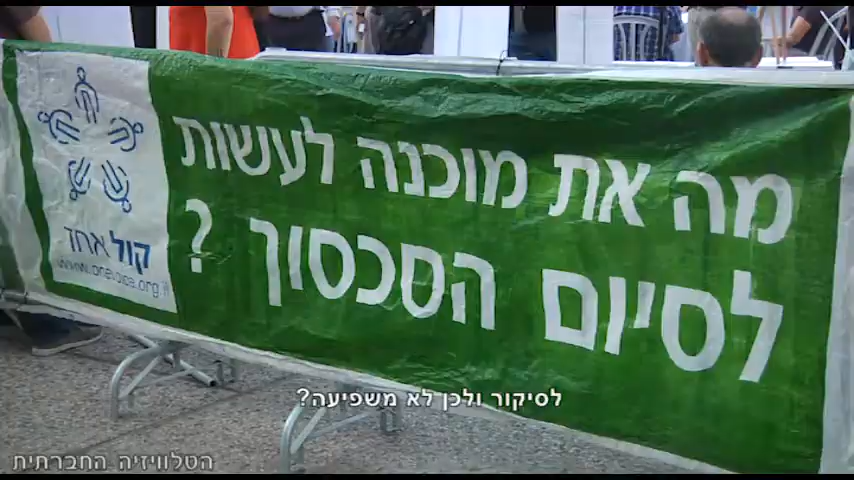 מה את מוכנה לעשות
לסיום הסכסוך ?
קול אחד
www.onevoice.org.il
לסיקור ולכן לא משפיעה?
הטלוויזיה החברתית